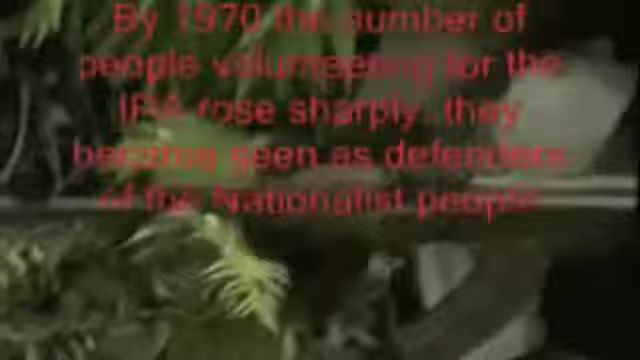 By 1970 the number of
people volunteering for the
IRA rose sharply, they
became seen as defenders
of the Nationalist people